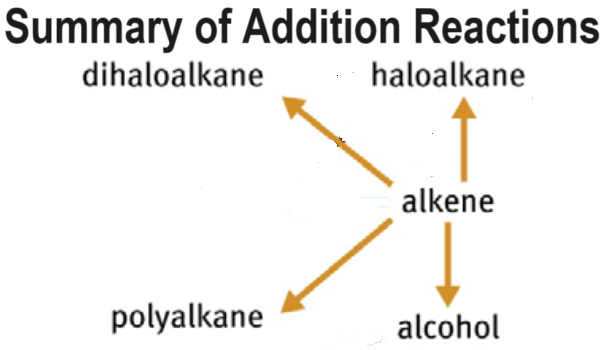 Summary of Addition Reactions
dihaloalkane haloalkane
alkene
polyalkane alcohol